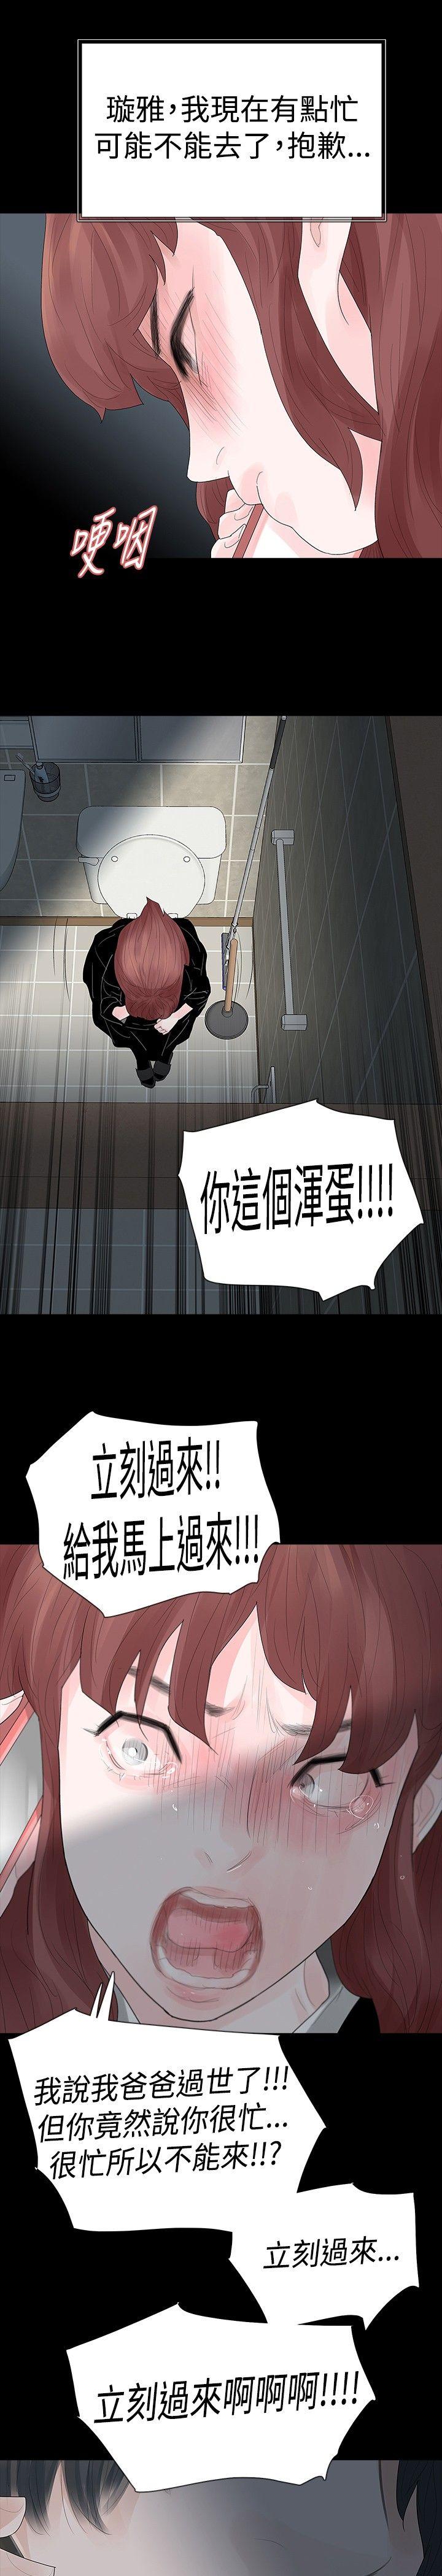 璇雅，我現在有點忙
可能不能去了，抱歉...
哽咽
你這個渾蛋!!!!
立刻過來!!
給我馬上過來!!!
我說我爸爸過世了!!!
但你竟然說你很忙...
很忙所以不能來!!?
立刻過來...
立刻過來啊啊啊!!!!